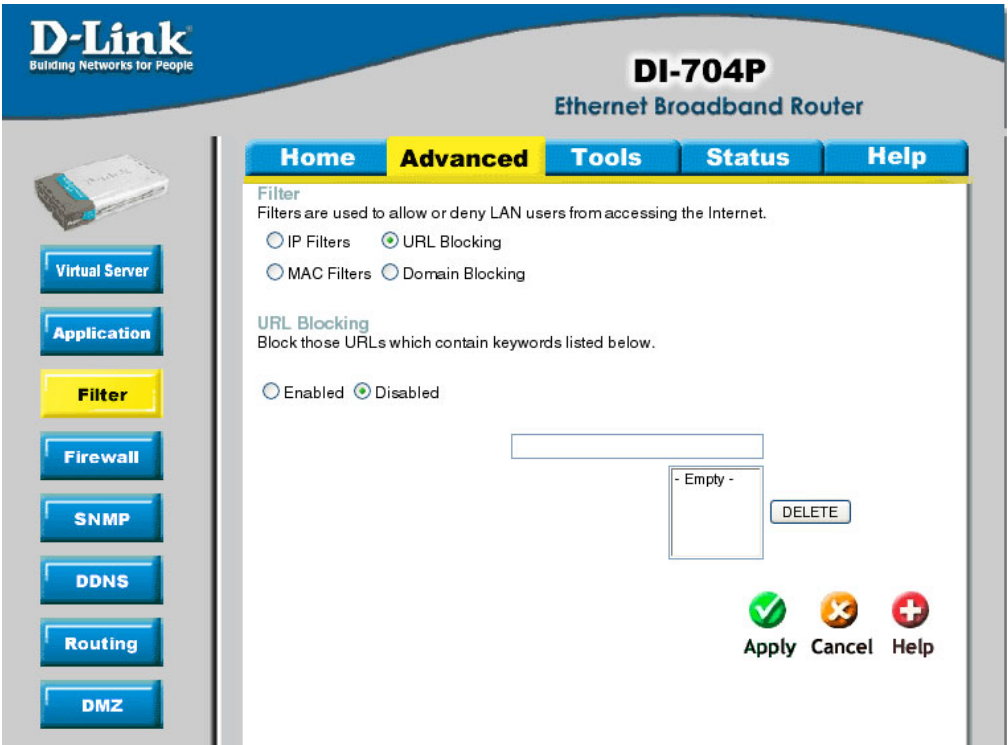 D-Link
Building Networks for People
DI-704P
Ethernet Broadband Router
Home Advanced Tools Status Help
Virtual Server
Application
Filter
Firewall
SNMP
DDNS
Routing
DMZ
Filter
Filters are used to allow or deny LAN users from accessing the Internet.
IP Filters URL Blocking
MAC Filters Domain Blocking
URL Blocking
Block those URLs which contain keywords listed below.
Enabled Disabled
- Empty -
DELETE
Apply Cancel Help